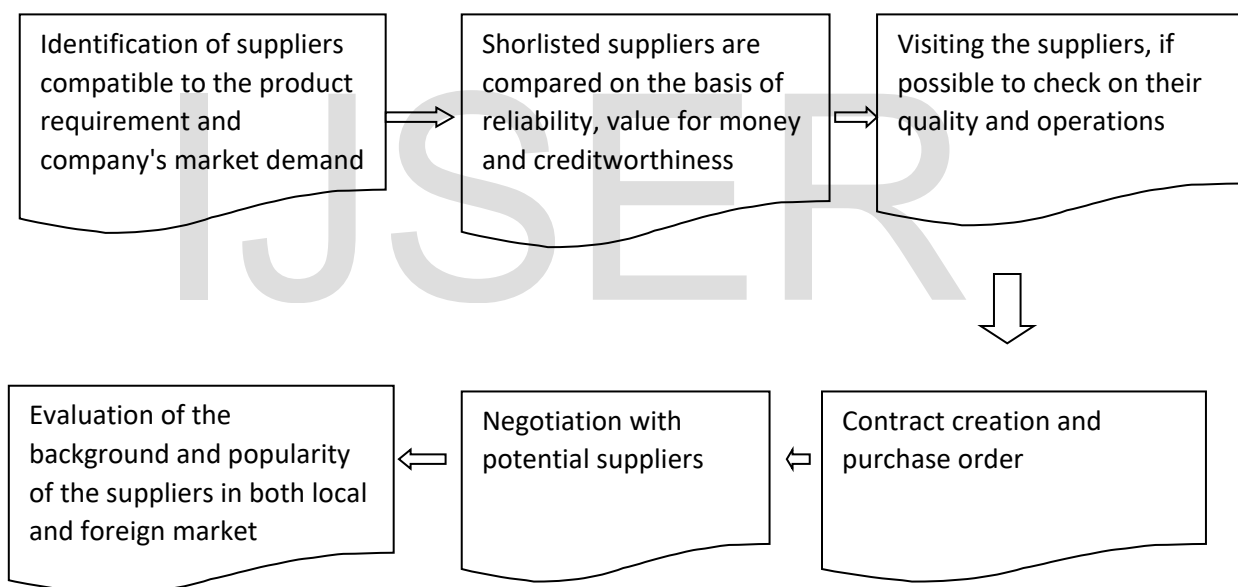 Identification of suppliers
compatible to the product
requirement and
company's market demand
Shorlisted suppliers are
compared on the basis of
reliability, value for money
and creditworthiness
Visiting the suppliers, if
possible to check on their
quality and operations
IJSER
Evaluation of the
background and popularity
of the suppliers in both local
and foreign market
Negotiation with
potential suppliers
Contract creation and
purchase order